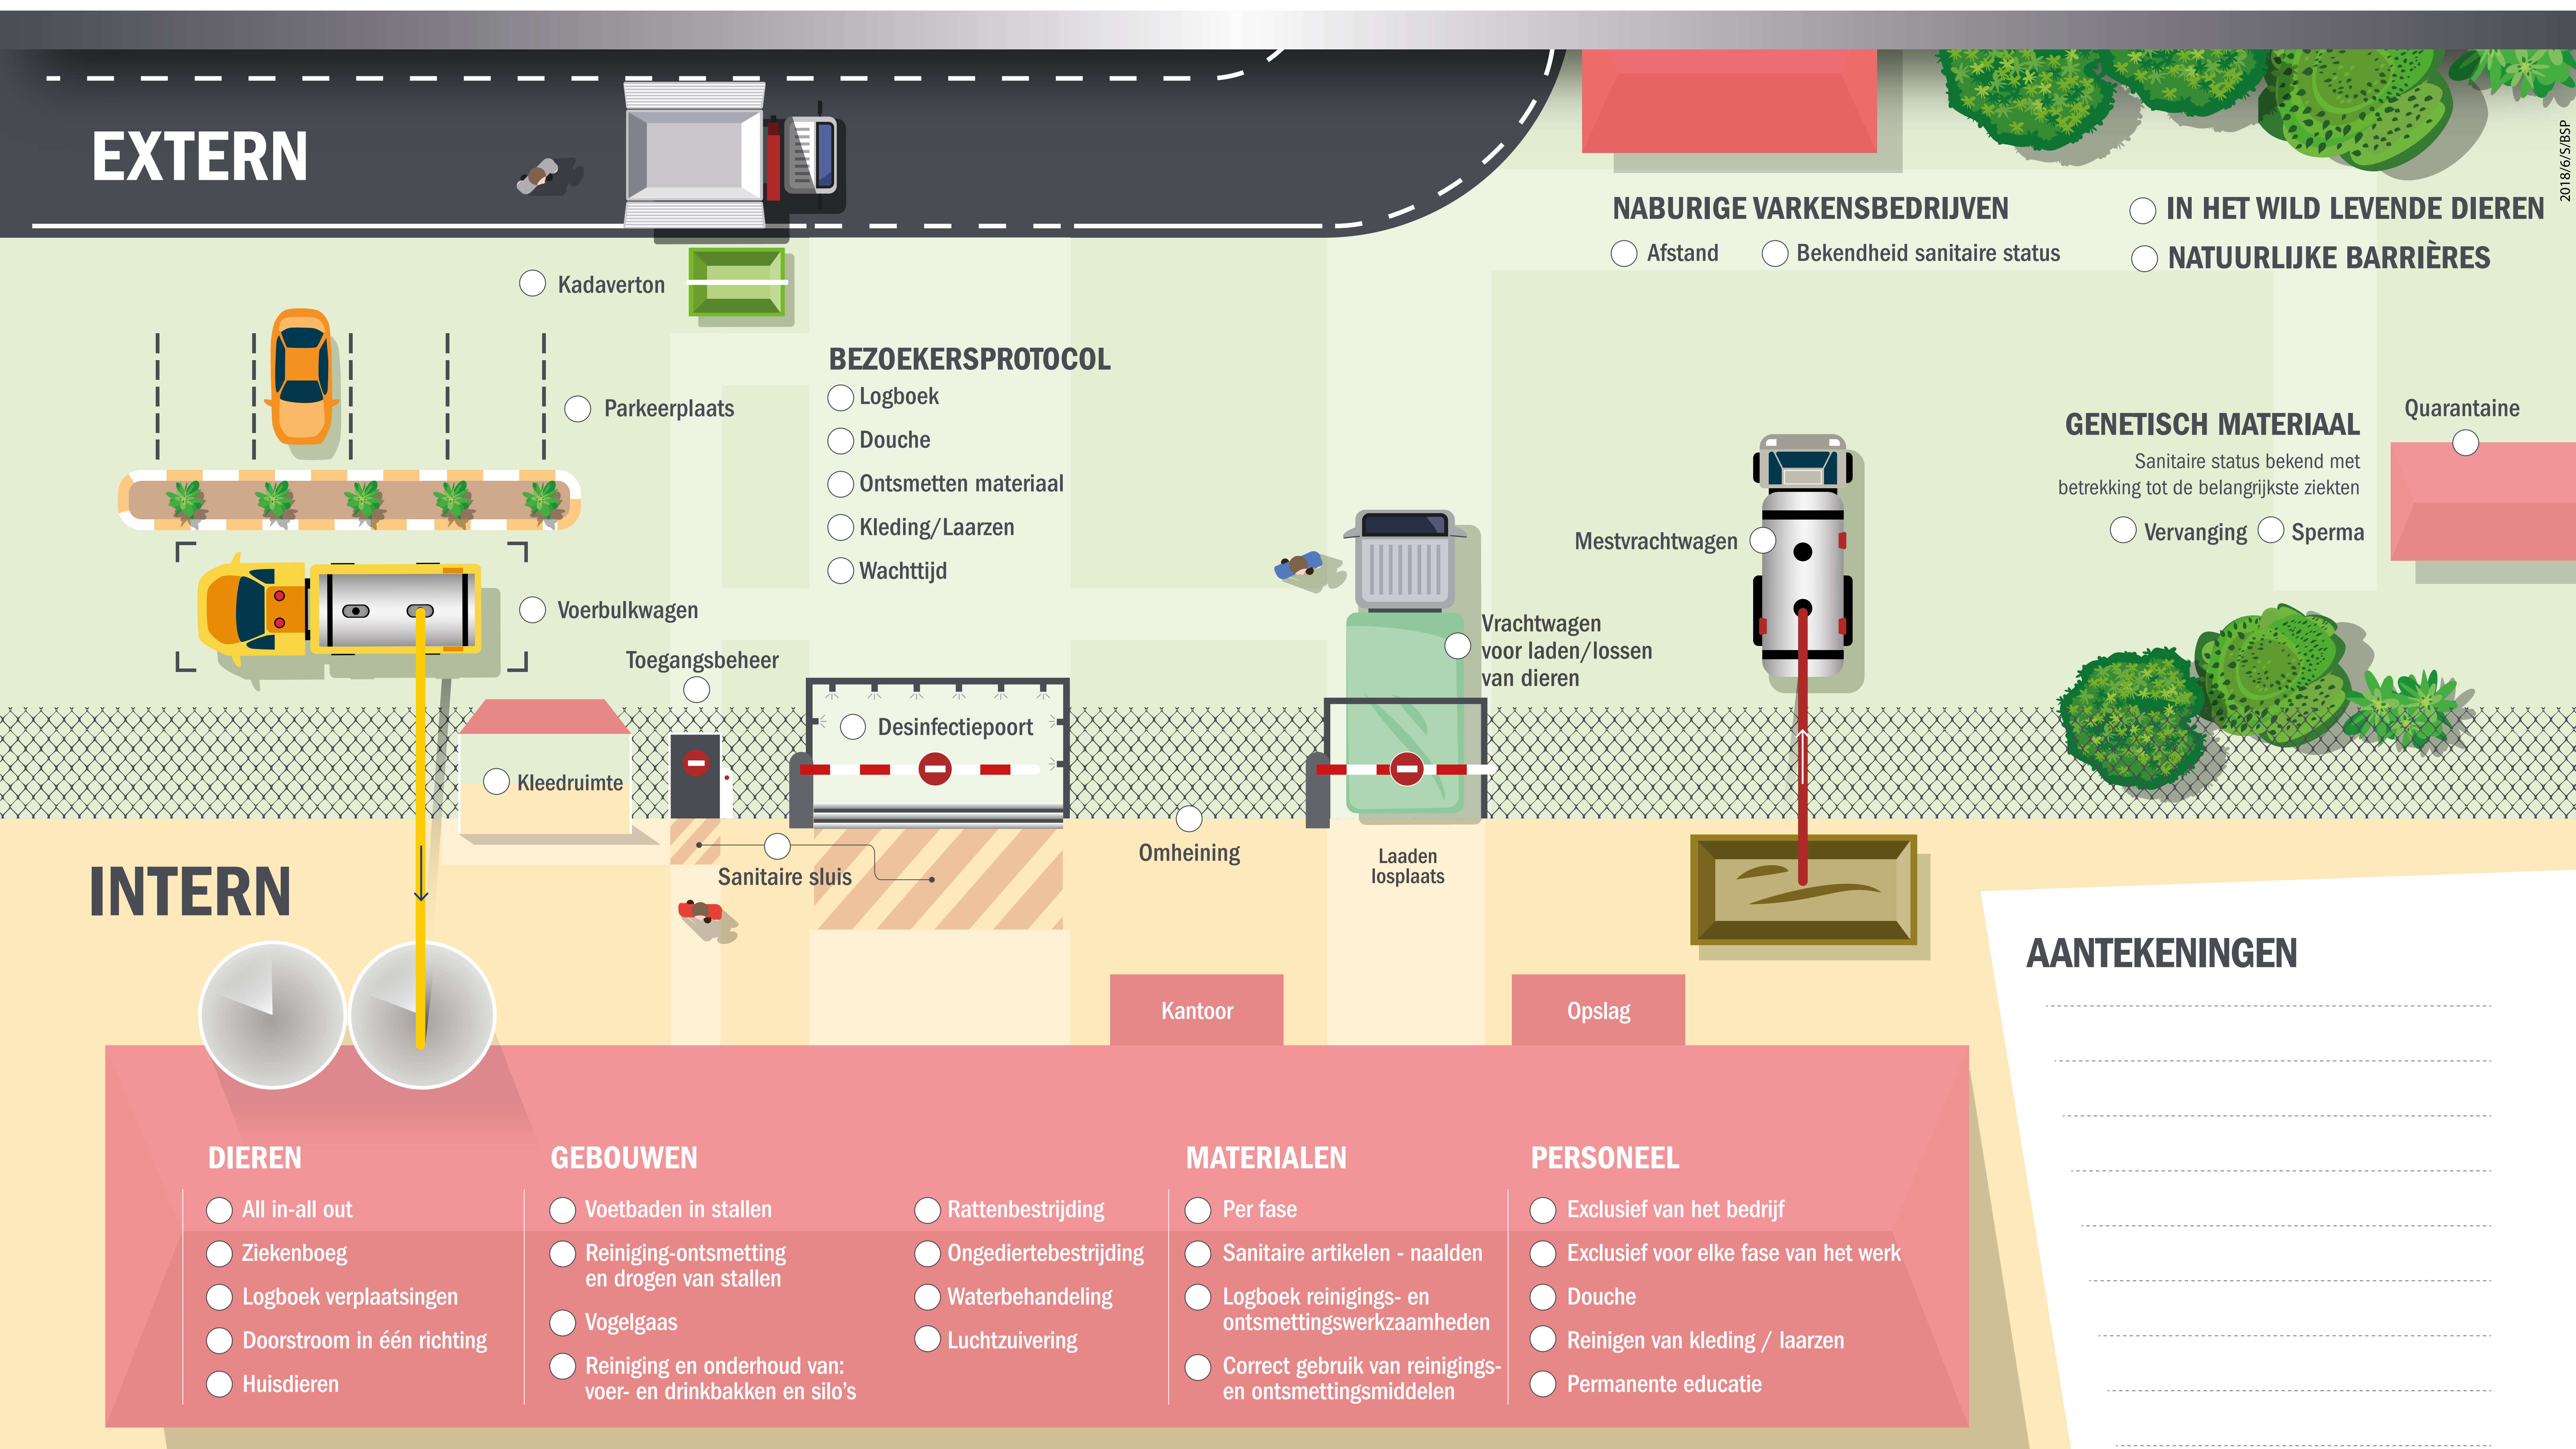 EXTERN
2018/6/S/BSP
NABURIGE VARKENSBEDRIJVEN
Afstand
Bekendheid sanitaire status
IN HET WILD LEVENDE DIEREN
NATUURLIJKE BARRIÈRES
Kadaverton
Parkeerplaats
BEZOEKERSPROTOCOL
Logboek
Douche
Ontsmetten materiaal
Kleding/Laarzen
Wachttijd
GENETISCH MATERIAAL
Sanitaire status bekend met
betrekking tot de belangrijkste ziekten
Vervanging
Sperma
Quarantaine
Mestvrachtwagen
Voerbulkwagen
Vrachtwagen
voor laden/lossen
van dieren
Toegangsbeheer
Desinfectiepoort
Kleedruimte
Sanitaire sluis
Omheining
Laaden
losplaats
INTERN
Kantoor
Opslag
AANTEKENINGEN
DIEREN
All in-all out
Ziekenboeg
Logboek verplaatsingen
Doorstroom in één richting
Huisdieren
GEBOUWEN
Voetbaden in stallen
Reiniging-ontsmetting
en drogen van stallen
Vogelgaas
Reiniging en onderhoud van:
voer- en drinkbakken en silo's
Rattenbestrijding
Ongediertebestrijding
Waterbehandeling
Luchtzuivering
MATERIALEN
Per fase
Sanitaire artikelen - naalden
Logboek reinigings- en
ontsmettingswerkzaamheden
Correct gebruik van reinigings-
en ontsmettingsmiddelen
PERSONEEL
Exclusief van het bedrijf
Exclusief voor elke fase van het werk
Douche
Reinigen van kleding / laarzen
Permanente educatie